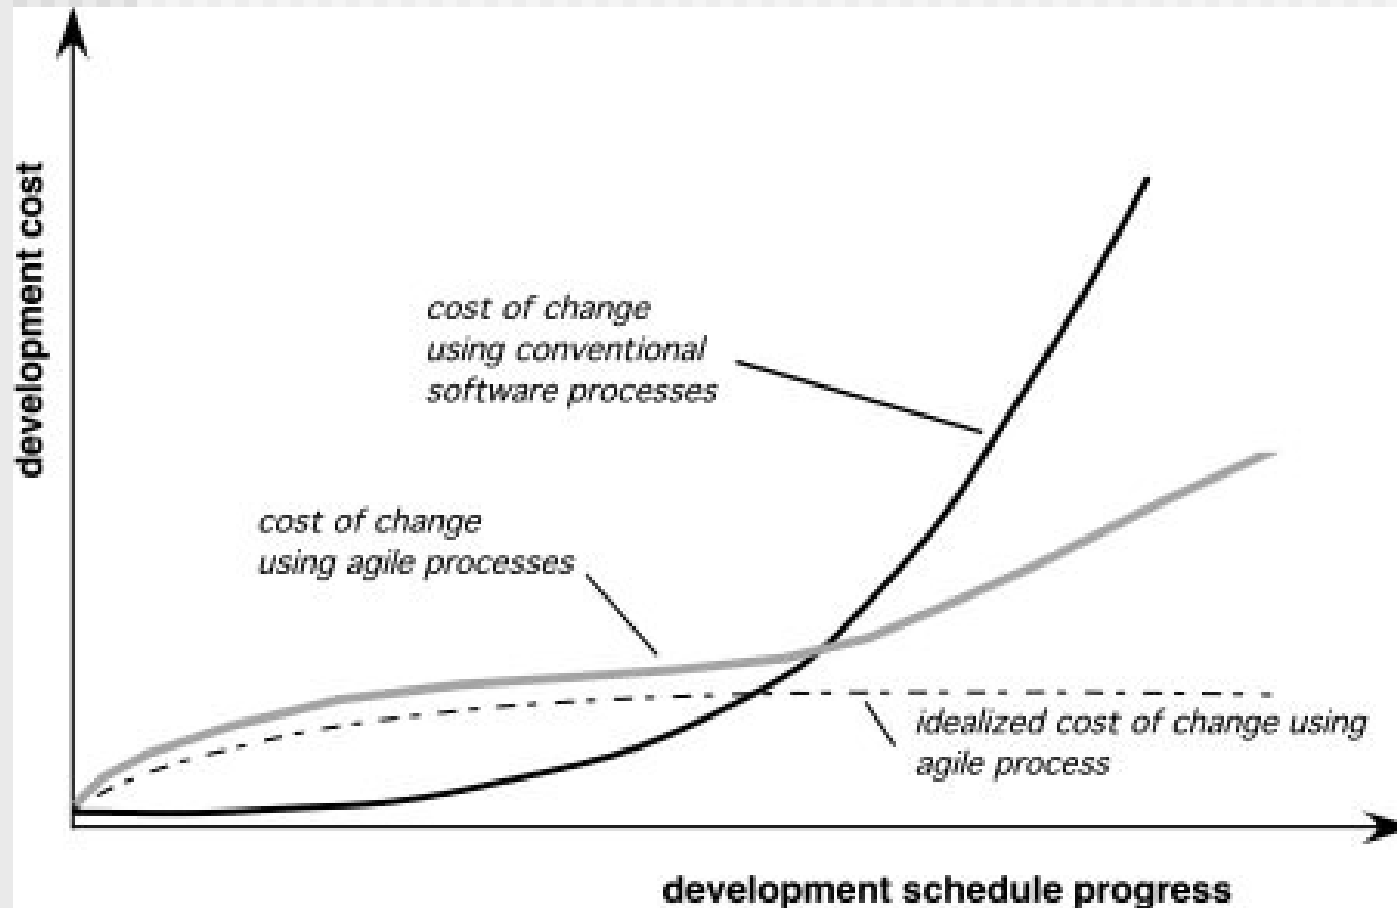 development cost
cost of change
using conventional
software processes
cost of change
using agile processes
idealized cost of change using
agile process
development schedule progress